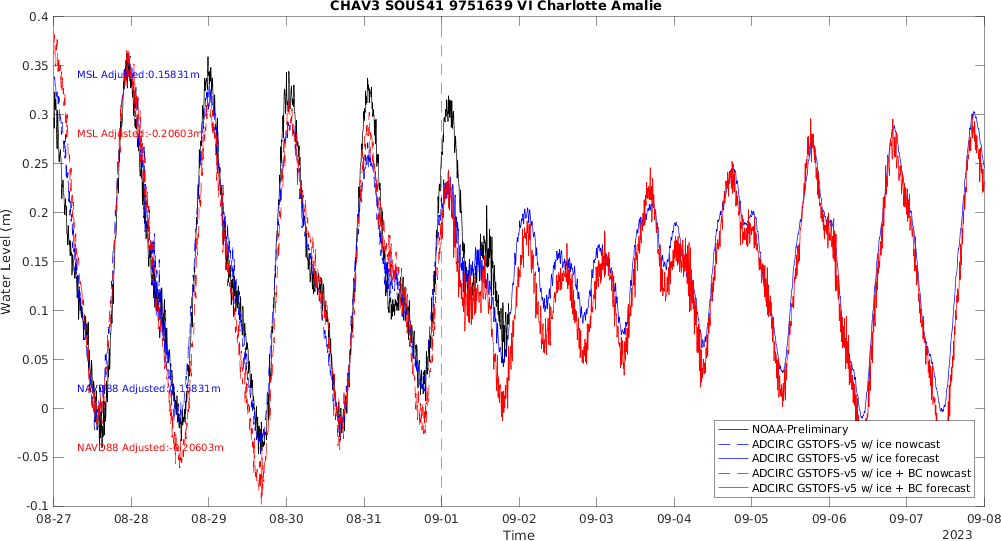 CHAV3 SOUS41 9751639 VI Charlotte Amalie
0.4
0.35
0.3
0.25
0.2
0.15
0.1
0.05
0
-0.05
-0.1
Water Level (m)
MSL Adjusted:0.15831m
MSL Adjusted:-0.20603m
NAVD88 Adjusted:0.15831m
NAVD88 Adjusted:-0.20603m
NOAA-Preliminary
ADCIRC GSTOFS-v5 w/ ice nowcast
ADCIRC GSTOFS-v5 w/ ice forecast
ADCIRC GSTOFS-v5 w/ ice + BC nowcast
ADCIRC GSTOFS-v5 w/ ice + BC forecast
08-27 08-28 08-29 08-30 08-31 09-01 09-02 09-03 09-04 09-05 09-06 09-07 09-08
Time
2023